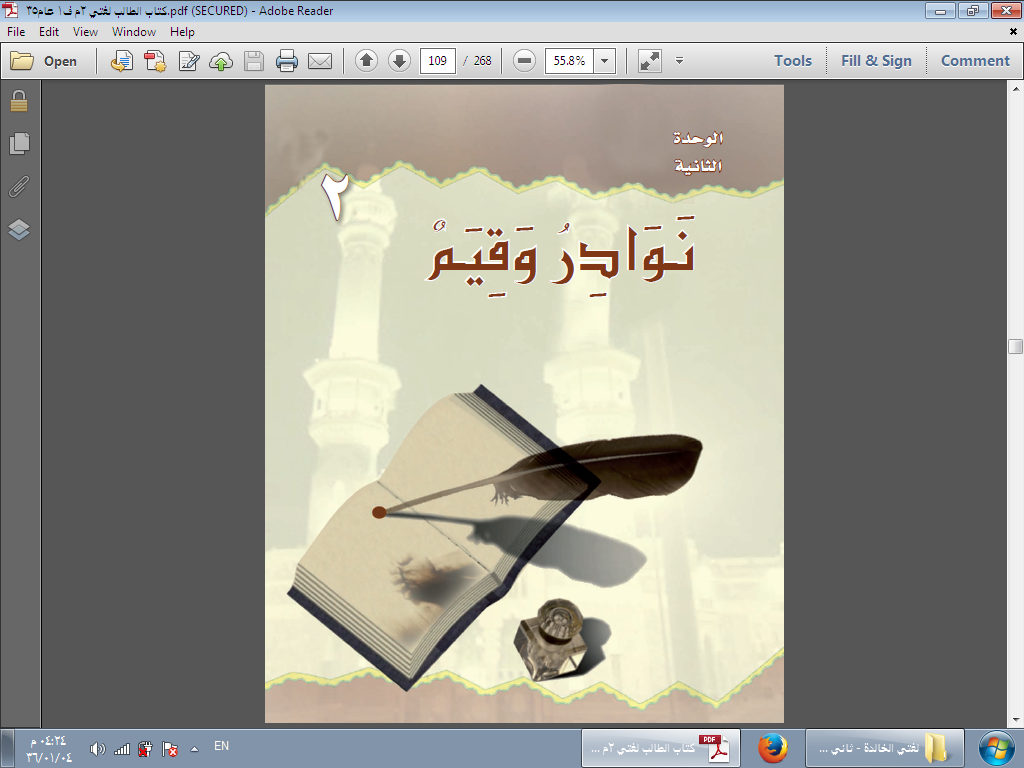 كتاب الطالب لغتي ٢م ف١ عام٣٥.pdf (SECURED) - Adobe Reader
File Edit View Window Help
Open 109 / 268 55.8% Tools Fill & Sign Comment
الوحدة
الثانية
٢
نَوَادِرُ وَقِيَمٌ
٠٤:٢٤ م
٣٦/٠١/٠٤
EN
كتاب الطالب لغتي ٢م ...
PDF
لغتي الخالدة - ثاني ...